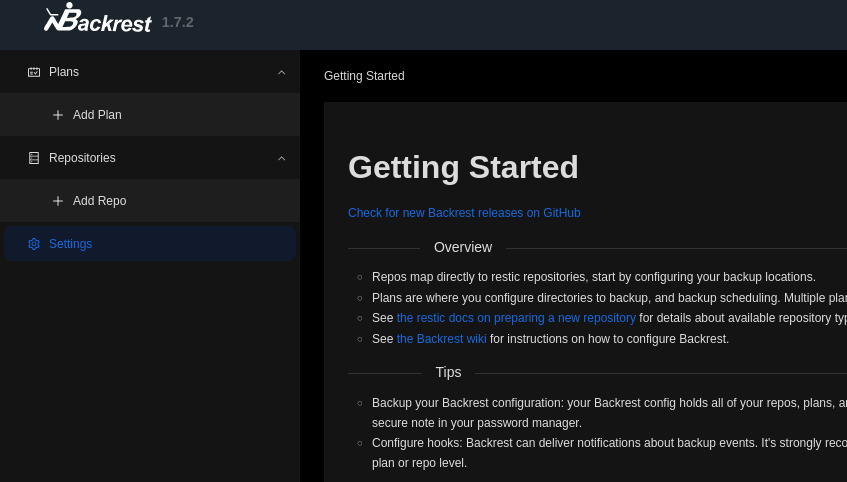 Backrest 1.7.2
Plans
Add Plan
Repositories
Add Repo
Settings
Getting Started
Getting Started
Check for new Backrest releases on GitHub
Overview
Repos map directly to restic repositories, start by configuring your backup locations.
Plans are where you configure directories to backup, and backup scheduling. Multiple
See the restic docs on preparing a new repository for details about available repository
See the Backrest wiki for instructions on how to configure Backrest.
Tips
Backup your Backrest configuration: your Backrest config holds all of your repos, plans,
secure note in your password manager.
Configure hooks: Backrest can deliver notifications about backup events. It's strongly
plan or repo level.